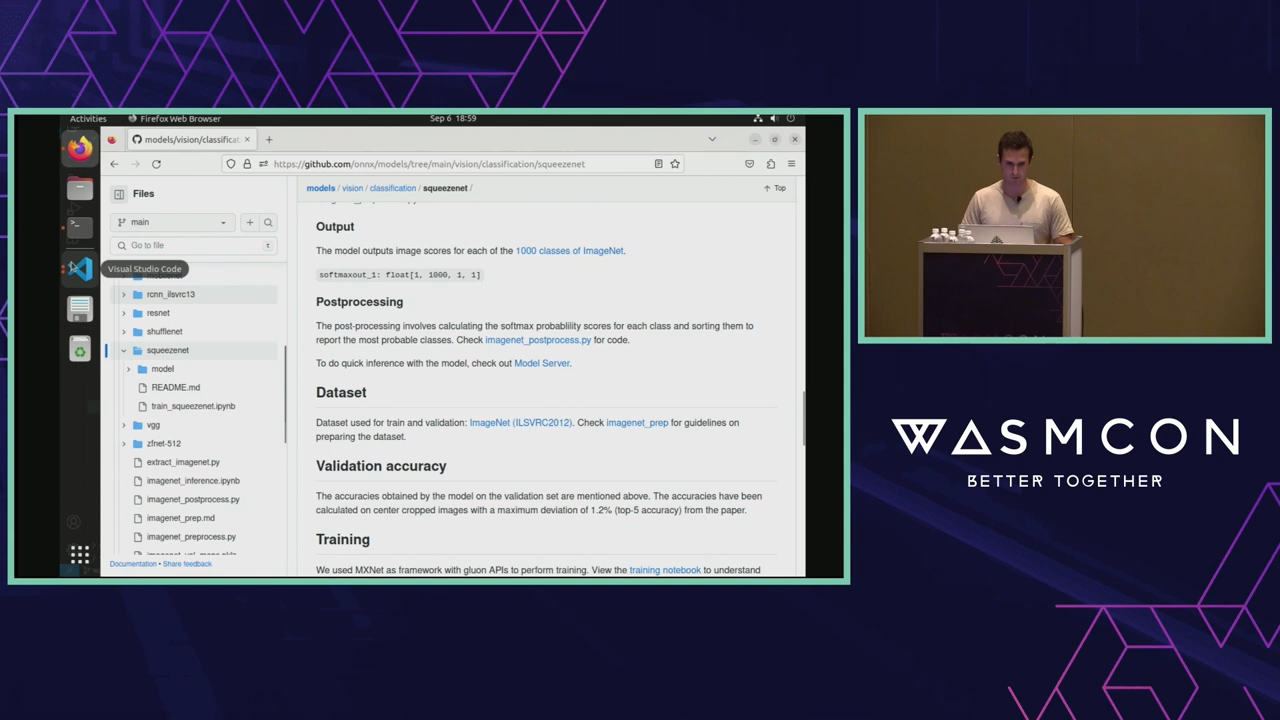 Activities
Firefox Web Browser
Sep 6 18:59
models/vision/classificat
https://github.com/onnx/models/tree/main/vision/classification/squeezenet
Files
main
Go to file
t
Visual Studio Code
rcnn_ilsvrc13
resnet
shufflenet
squeezenet
model
README.md
train_squeezenet.ipynb
vgg
zfnet-512
extract_imagenet.py
imagenet_inference.ipynb
imagenet_postprocess.py
imagenet_prep.md
imagenet_preprocess.py
Documentation • Share feedback
models / vision / classification / squeezenet /
Top
Output
The model outputs image scores for each of the 1000 classes of ImageNet.
softmaxout_1: float[1, 1000, 1, 1]
Postprocessing
The post-processing involves calculating the softmax probablility scores for each class and sorting them to
report the most probable classes. Check imagenet_postprocess.py for code.
To do quick inference with the model, check out Model Server.
Dataset
Dataset used for train and validation: ImageNet (ILSVRC2012). Check imagenet_prep for guidelines on
preparing the dataset.
Validation accuracy
The accuracies obtained by the model on the validation set are mentioned above. The accuracies have been
calculated on center cropped images with a maximum deviation of 1.2% (top-5 accuracy) from the paper.
Training
We used MXNet as framework with gluon APIs to perform training. View the training notebook to understand
WASMCON
BETTER TOGETHER